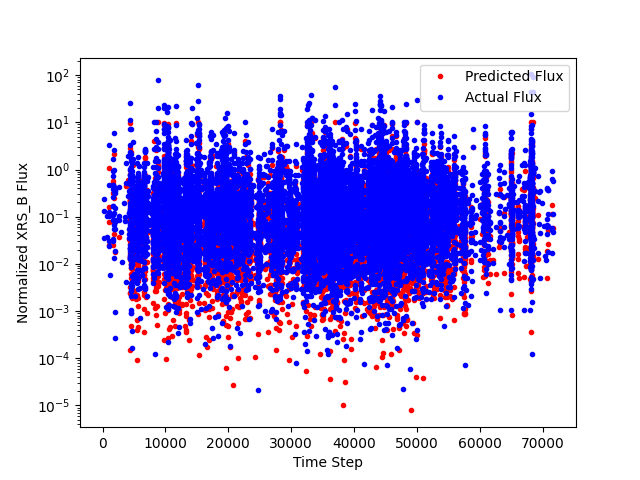 Predicted Flux
Actual Flux
Normalized XRS_B Flux
10²
10¹
10⁰
10⁻¹
10⁻²
10⁻³
10⁻⁴
10⁻⁵
0 10000 20000 30000 40000 50000 60000 70000
Time Step